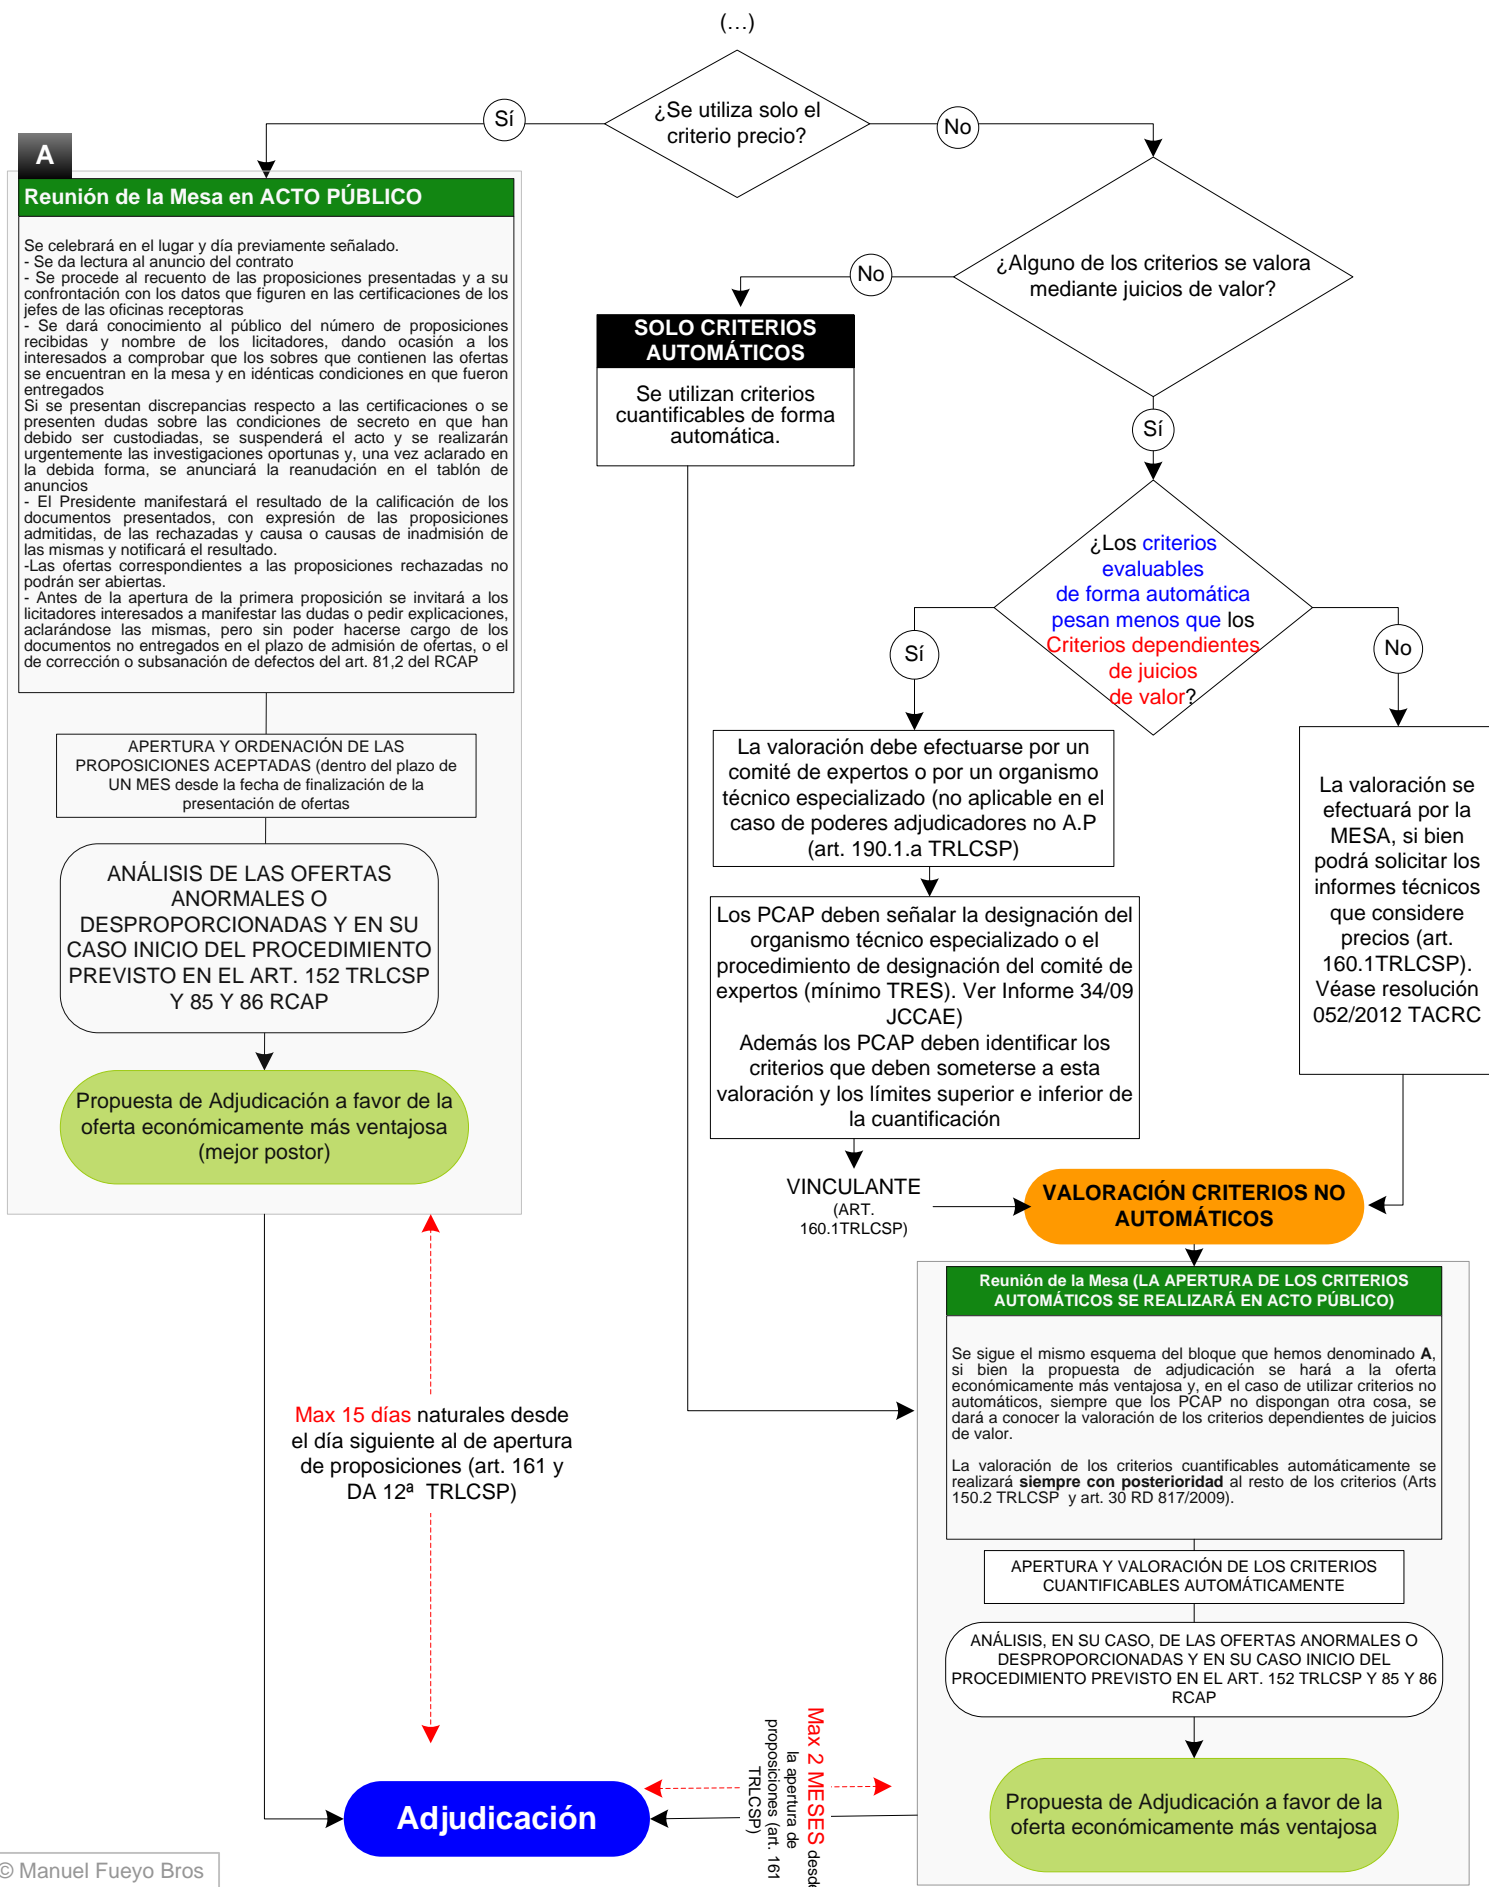 (...)
¿Se utiliza solo el
criterio precio?
Sí
No
A
Reunión de la Mesa en ACTO PÚBLICO
Se celebrará en el lugar y día previamente señalado.
- Se da lectura al anuncio del contrato
- Se procede al recuento de las proposiciones presentadas y a su
confrontación con los datos que figuren en las certificaciones de los
jefes de las oficinas receptoras
- Se dará conocimiento al público del número de proposiciones
recibidas y nombre de los licitadores, dando ocasión a los
interesados a comprobar que los sobres que contienen las ofertas
se encuentran en la mesa y en idénticas condiciones en que fueron
entregados
Si se presentan discrepancias respecto a las certificaciones o se
presenten dudas sobre las condiciones de secreto en que han
debido ser custodiadas, se suspenderá el acto y se realizarán
urgentemente las investigaciones oportunas y, una vez aclarado en
la debida forma, se anunciará la reanudación en el tablón de
anuncios
- El Presidente manifestará el resultado de la calificación de los
documentos presentados, con expresión de las proposiciones
admitidas, de las rechazadas y causa o causas de inadmisión de
las mismas y notificará el resultado.
-Las ofertas correspondientes a las proposiciones rechazadas no
podrán ser abiertas.
- Antes de la apertura de la primera proposición se invitará a los
licitadores interesados a manifestar las dudas o pedir explicaciones,
aclarándose las mismas, pero sin poder hacerse cargo de los
documentos no entregados en el plazo de admisión de ofertas, o el
de corrección o subsanación de defectos del art. 81,2 del RCAP
APERTURA Y ORDENACIÓN DE LAS
PROPOSICIONES ACEPTADAS (dentro del plazo de
UN MES desde la fecha de finalización de la
presentación de ofertas
ANÁLISIS DE LAS OFERTAS
ANORMALES O
DESPROPORCIONADAS Y EN SU
CASO INICIO DEL PROCEDIMIENTO
PREVISTO EN EL ART. 152 TRLCSP
Y 85 Y 86 RCAP
Propuesta de Adjudicación a favor de la
oferta económicamente más ventajosa
(mejor postor)
¿Alguno de los criterios se valora
mediante juicios de valor?
No
SOLO CRITERIOS
AUTOMÁTICOS
Se utilizan criterios
cuantificables de forma
automática.
Sí
¿Los criterios
evaluables
de forma automática
pesan menos que los
Criterios dependientes
de juicios
de valor?
Sí
No
La valoración debe efectuarse por un
comité de expertos o por un organismo
técnico especializado (no aplicable en el
caso de poderes adjudicadores no A.P
(art. 190.1.a TRLCSP)
Los PCAP deben señalar la designación del
organismo técnico especializado o el
procedimiento de designación del comité de
expertos (mínimo TRES). Ver Informe 34/09
JCCAE)
Además los PCAP deben identificar los
criterios que deben someterse a esta
valoración y los límites superior e inferior de
la cuantificación
La valoración se
efectuará por la
MESA, si bien
podrá solicitar los
informes técnicos
que considere
precios (art.
160.1TRLCSP).
Véase resolución
052/2012 TACRC
VINCULANTE
(ART.
160.1TRLCSP)
VALORACIÓN CRITERIOS NO
AUTOMÁTICOS
Reunión de la Mesa (LA APERTURA DE LOS CRITERIOS
AUTOMÁTICOS SE REALIZARÁ EN ACTO PÚBLICO)
Se sigue el mismo esquema del bloque que hemos denominado A,
si bien la propuesta de adjudicación se hará a la oferta
económicamente más ventajosa y, en el caso de utilizar criterios no
automáticos, siempre que los PCAP no dispongan otra cosa, se
dará a conocer la valoración de los criterios dependientes de juicios
de valor.
La valoración de los criterios cuantificables automáticamente se
realizará siempre con posterioridad al resto de los criterios (Arts
150.2 TRLCSP y art. 30 RD 817/2009).
APERTURA Y VALORACIÓN DE LOS CRITERIOS
CUANTIFICABLES AUTOMÁTICAMENTE
ANÁLISIS, EN SU CASO, DE LAS OFERTAS ANORMALES O
DESPROPORCIONADAS Y EN SU CASO INICIO DEL
PROCEDIMIENTO PREVISTO EN EL ART. 152 TRLCSP Y 85 Y 86
RCAP
Propuesta de Adjudicación a favor de la
oferta económicamente más ventajosa
Max 15 días naturales desde
el día siguiente al de apertura
de proposiciones (art. 161 y
DA 12ª TRLCSP)
Max 2 MESES desde
la apertura de
proposiciones (art. 161
TRLCSP)
Adjudicación
© Manuel Fueyo Bros